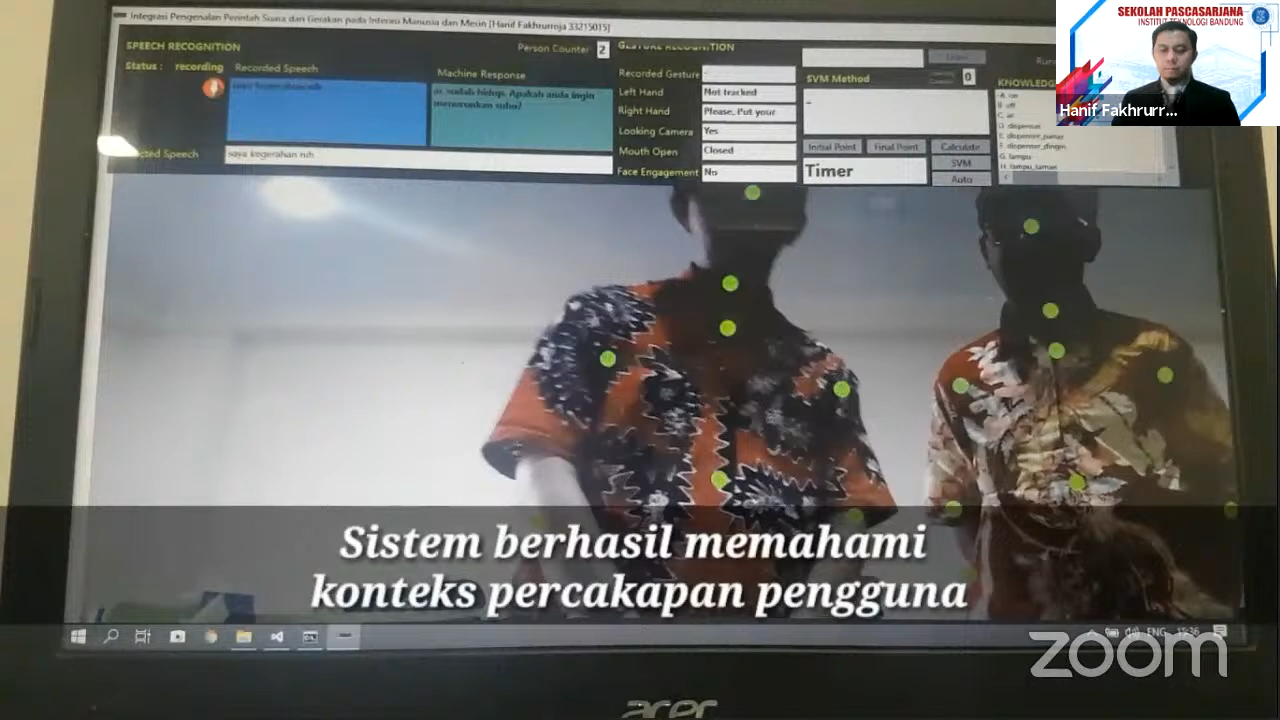 Integrasi Pengenalan Perintah Suara dan Gerakan pada Interaksi Manusia dan Mesin [Hanif Fakhrurroja 33215015]
SEKOLAH PASCASARJANA
INSTITUT TEKNOLOGI BANDUNG
Hanif Fakhrurr...
SPEECH RECOGNITION
Person Counter 2
GESTURE RECOGNITION
Status : recording
Recorded Speech
Machine Response
ac sudah hidup. Apakah anda ingin
menurunkan suhu?
saya kegerahan nih
Recorded Gesture -
Left Hand Not tracked
Right Hand Please, Put your
Looking Camera Yes
Mouth Open Closed
Face Engagement No
SVM Method
0
Initial Point Final Point Calculate
Timer
SVM
Auto
KNOWLEDG
A. on
B. off
C. ac
D. dispenser
E. dispenser_panas
F. dispenser_dingin
G. lampu
H. lampu_taman
Sistem berhasil memahami
konteks percakapan pengguna
ENG
zoom
acer